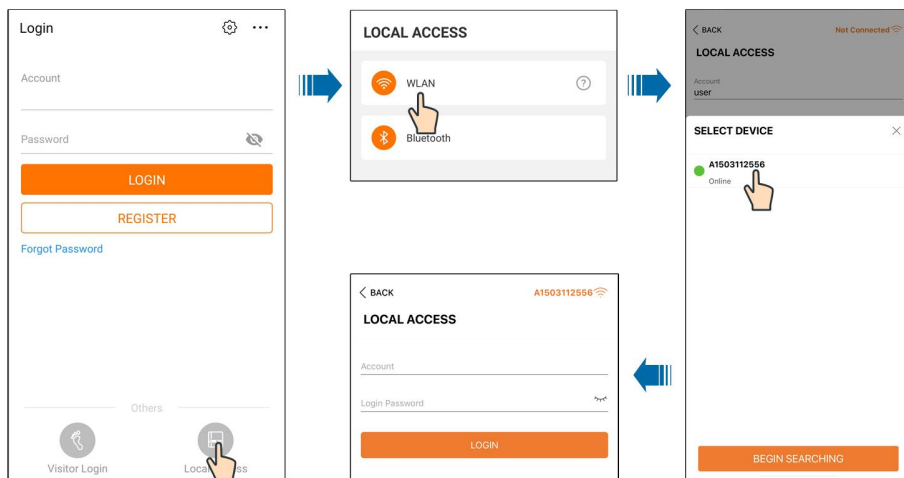 Login
Account
Password
LOGIN
REGISTER
Forgot Password
Others
Visitor Login
LOCAL ACCESS
WLAN
?
Bluetooth
BACK
Not Connected
LOCAL ACCESS
Account
user
SELECT DEVICE
A1503112556
Online
BEGIN SEARCHING
BACK
A1503112556
LOCAL ACCESS
Account
Login Password
LOGIN